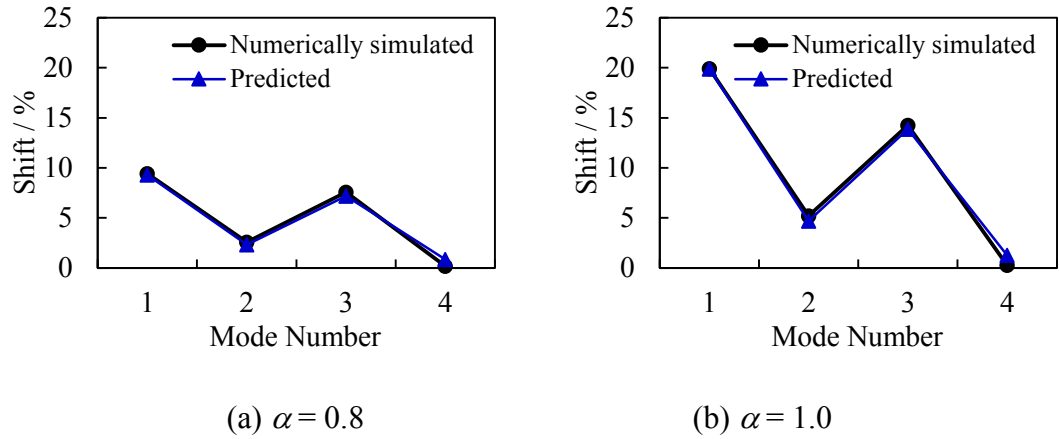 25
20
15
10
5
0
Shift / %
Numerically simulated
Predicted
1 2 3 4
Mode Number
(a) α = 0.8
25
20
15
10
5
0
Shift / %
Numerically simulated
Predicted
1 2 3 4
Mode Number
(b) α = 1.0